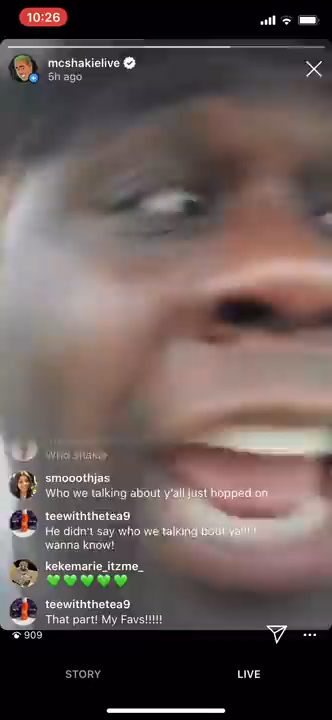 10:26
mcshakielive
5h ago
Who Shakie
smooothjas
Who we talking about y'all just hopped on
teewiththetea9
He didn't say who we talking bout ya!!! I
wanna know!
kekemarie_itzme_
💚💚💚💚💚
teewiththetea9
That part! My Favs!!!!!
909
STORY
LIVE